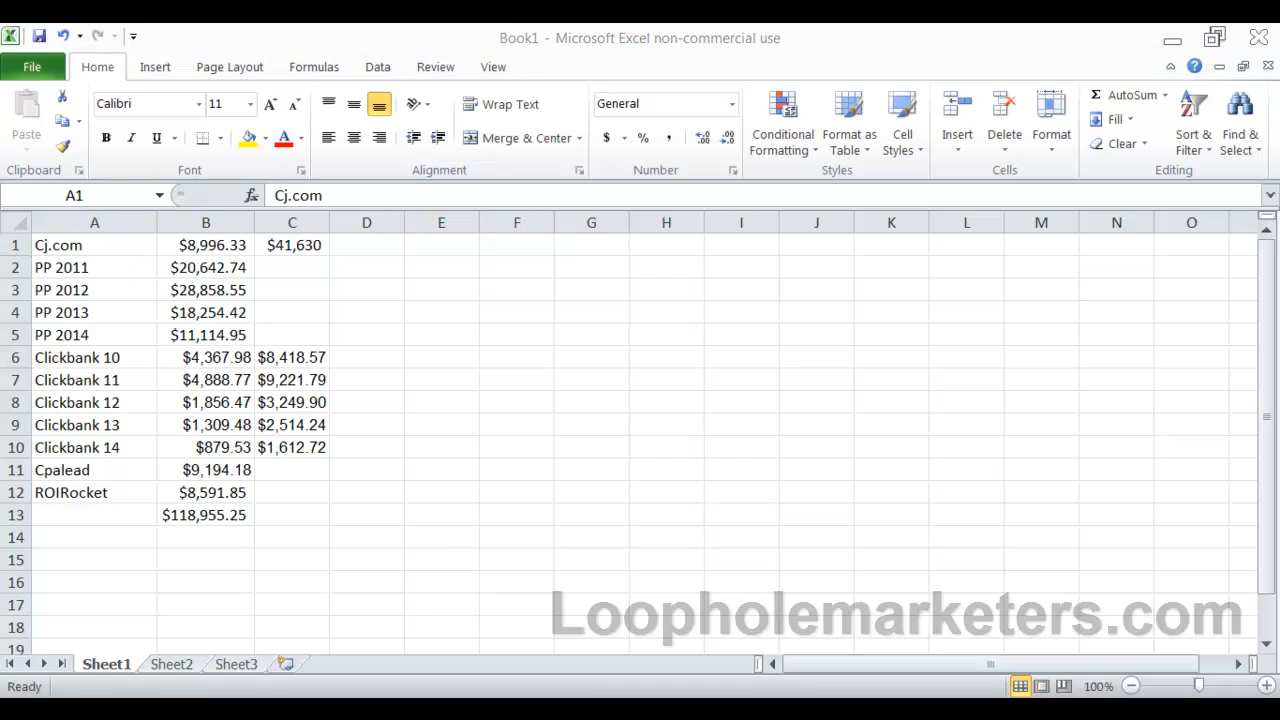 Book1 - Microsoft Excel non-commercial use
File Home Insert Page Layout Formulas Data Review View
Paste
Calibri 11
B I U
Wrap Text
Merge & Center
General
$ % ,
Conditional Formatting
Format as Table
Cell Styles
Insert
Delete
Format
Σ AutoSum
Fill
Clear
Sort & Filter
Find & Select
Clipboard Font Alignment Number Styles Cells Editing
A1 fx Cj.com
A B C D E F G H I J K L M N O
1 Cj.com $8,996.33 $41,630
2 PP 2011 $20,642.74
3 PP 2012 $28,858.55
4 PP 2013 $18,254.42
5 PP 2014 $11,114.95
6 Clickbank 10 $4,367.98 $8,418.57
7 Clickbank 11 $4,888.77 $9,221.79
8 Clickbank 12 $1,856.47 $3,249.90
9 Clickbank 13 $1,309.48 $2,514.24
10 Clickbank 14 $879.53 $1,612.72
11 Cpalead $9,194.18
12 ROIRocket $8,591.85
13 $118,955.25
14
15
16
17
18
19
Loopholemarketers.com
Sheet1 Sheet2 Sheet3
Ready 100%